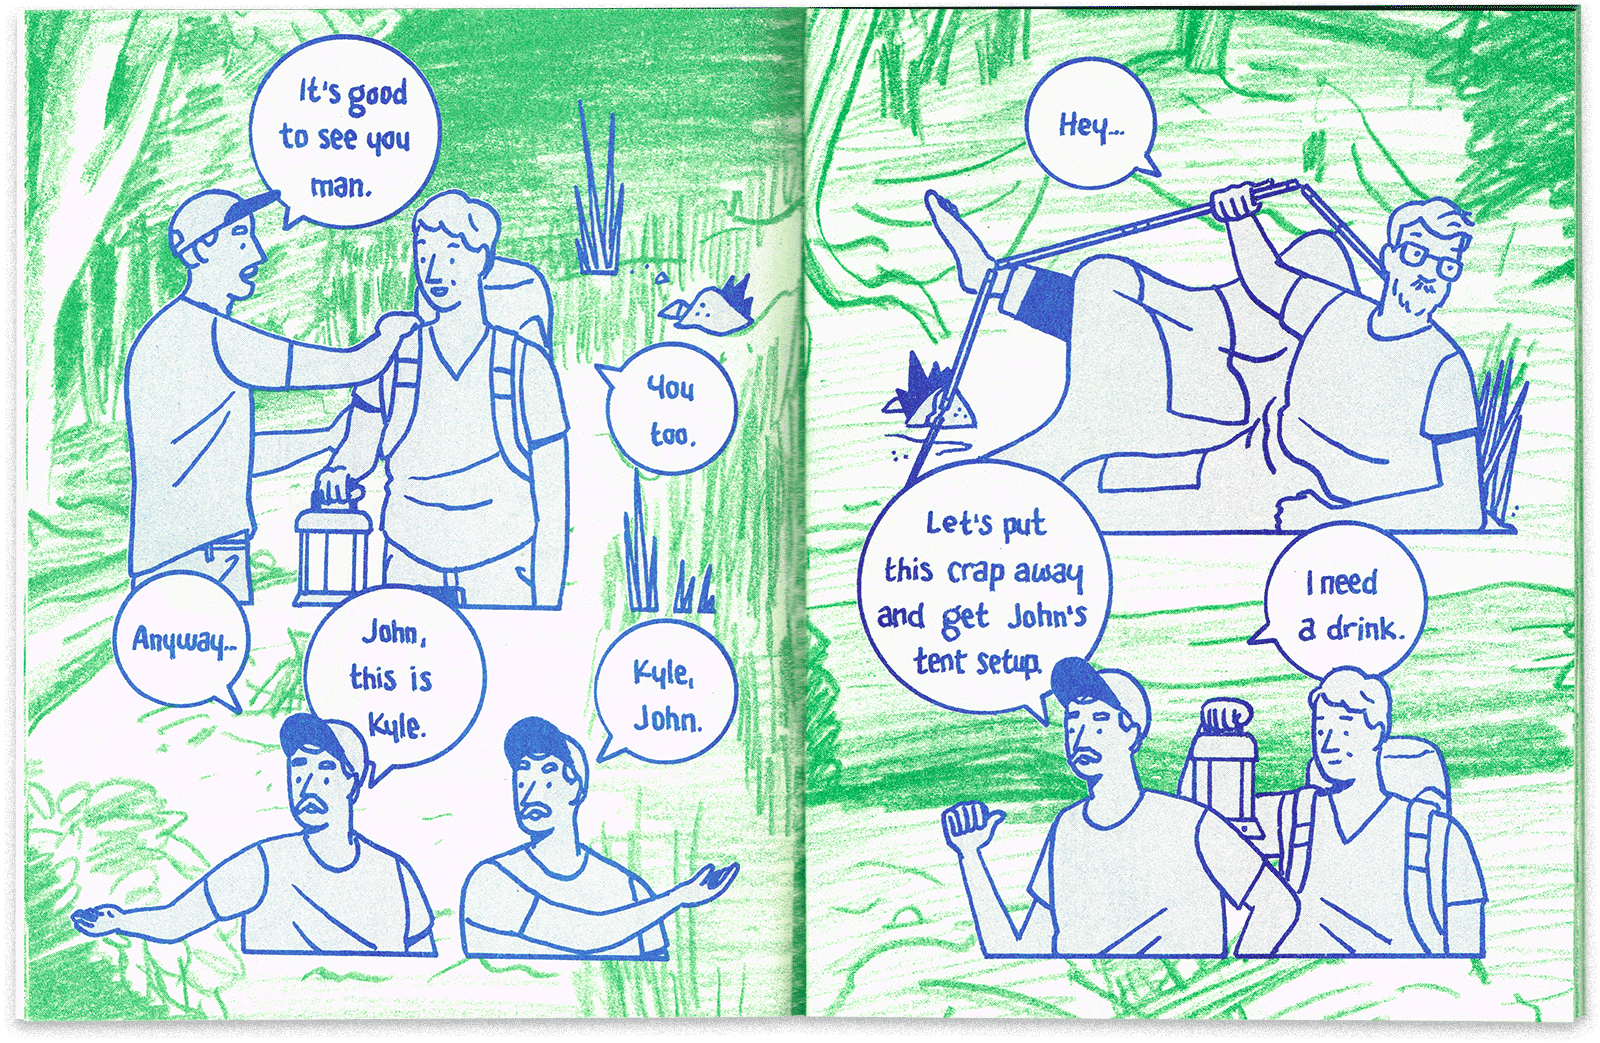 It's good
to see you
man.
You
too.
Anyway...
John,
this is
Kyle.
Kyle,
John.
Hey...
Let's put
this crap away
and get John's
tent setup.
I need
a drink.